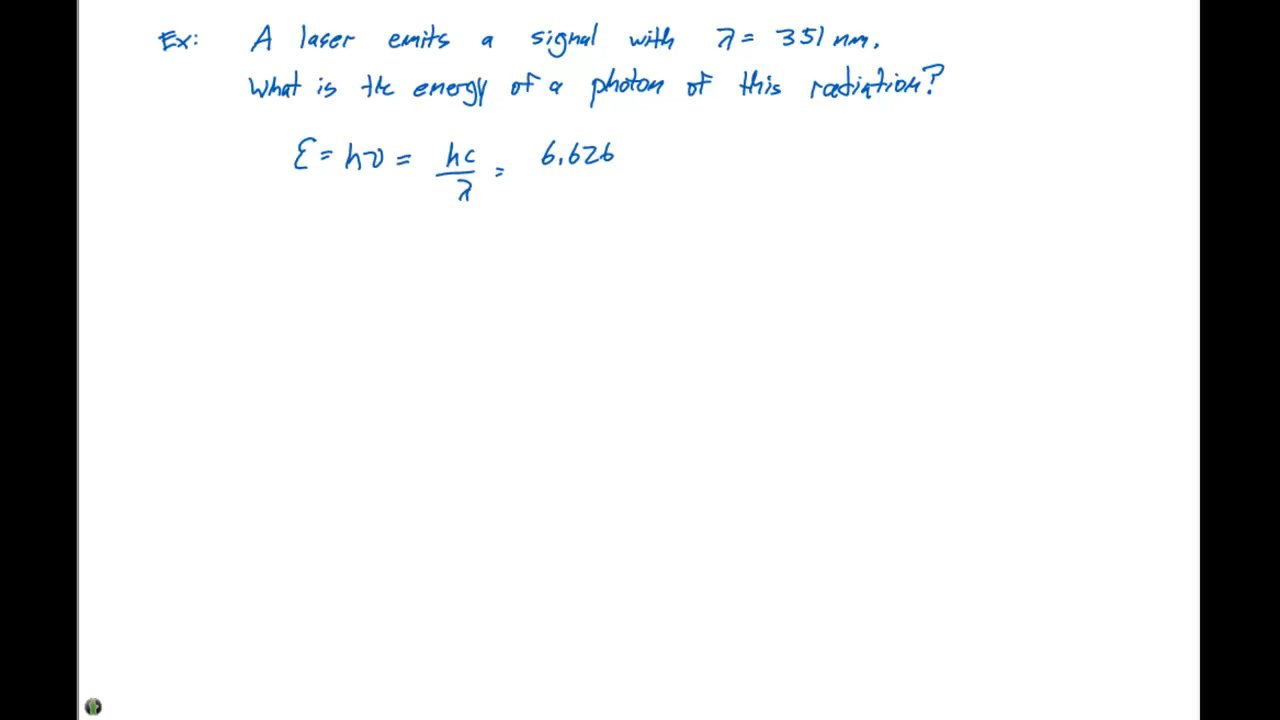 Ex: A laser emits a signal with λ = 351 nm.
What is the energy of a photon of this radiation?
E = hν = hc/λ = 6.626